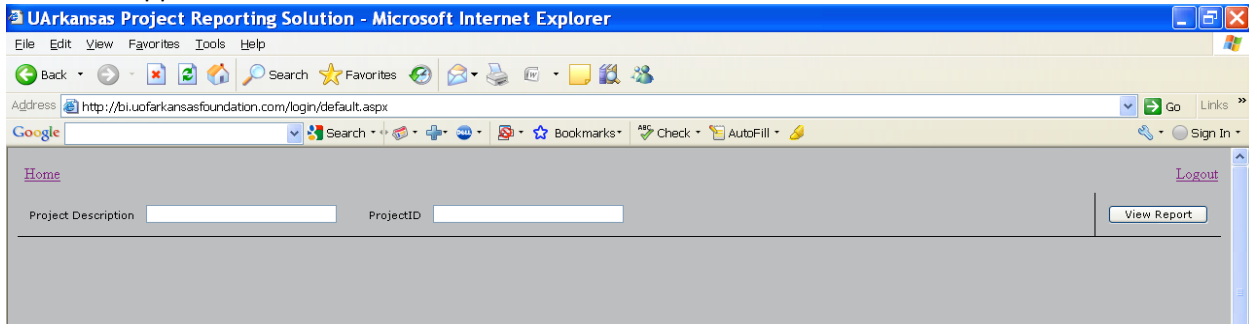 UArkansas Project Reporting Solution - Microsoft Internet Explorer
File Edit View Favorites Tools Help
Back Search Favorites
Address http://bi.uofarkansasfoundation.com/login/default.aspx Go Links »
Google Search Bookmarks ABC Check AutoFill Sign In
Home Logout
Project Description ProjectID View Report